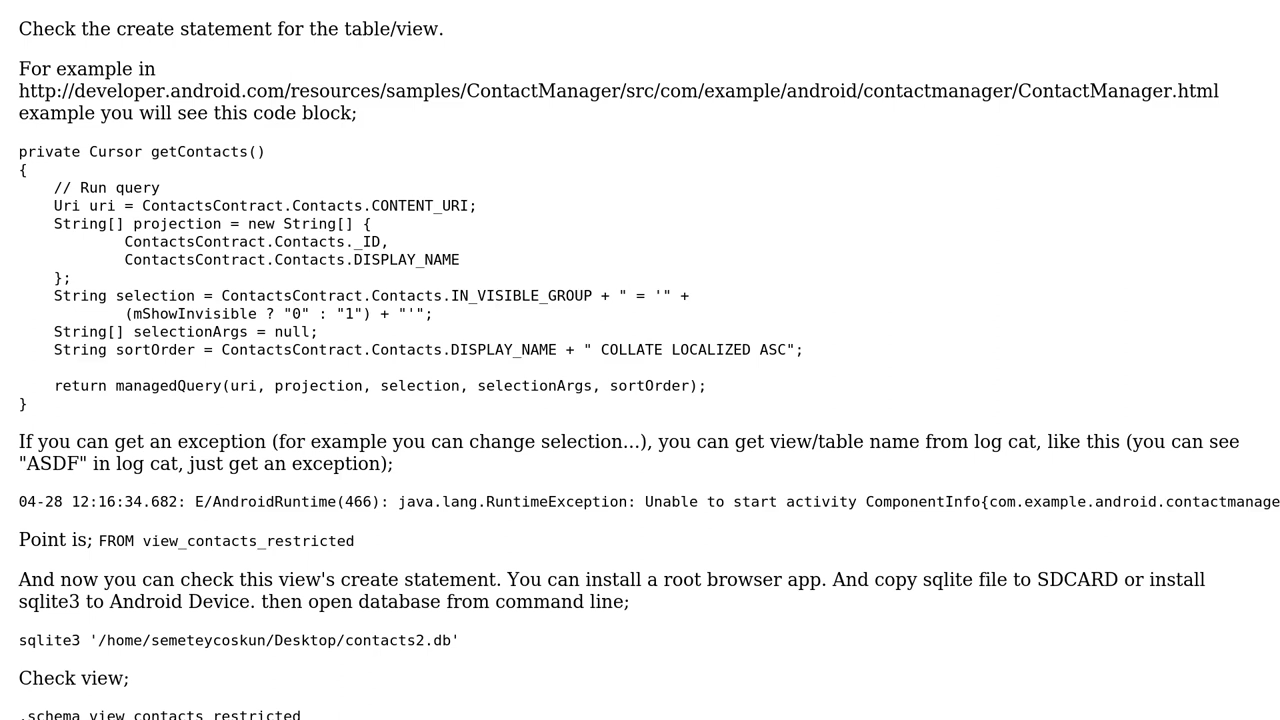 Check the create statement for the table/view.
For example in
http://developer.android.com/resources/samples/ContactManager/src/com/example/android/contactmanager/ContactManager.html
example you will see this code block;
private Cursor getContacts()
{
    // Run query
    Uri uri = ContactsContract.Contacts.CONTENT_URI;
    String[] projection = new String[] {
            ContactsContract.Contacts._ID,
            ContactsContract.Contacts.DISPLAY_NAME
    };
    String selection = ContactsContract.Contacts.IN_VISIBLE_GROUP + " = '" +
            (mShowInvisible ? "0" : "1") + "'";
    String[] selectionArgs = null;
    String sortOrder = ContactsContract.Contacts.DISPLAY_NAME + " COLLATE LOCALIZED ASC";
    return managedQuery(uri, projection, selection, selectionArgs, sortOrder);
}
If you can get an exception (for example you can change selection...), you can get view/table name from log cat, like this (you can see
"ASDF" in log cat, just get an exception);
04-28 12:16:34.682: E/AndroidRuntime(466): java.lang.RuntimeException: Unable to start activity ComponentInfo{com.example.android.contactmanage
Point is; FROM view_contacts_restricted
And now you can check this view's create statement. You can install a root browser app. And copy sqlite file to SDCARD or install
sqlite3 to Android Device. then open database from command line;
sqlite3 '/home/semeteycoskun/Desktop/contacts2.db'
Check view;
.schema view_contacts_restricted